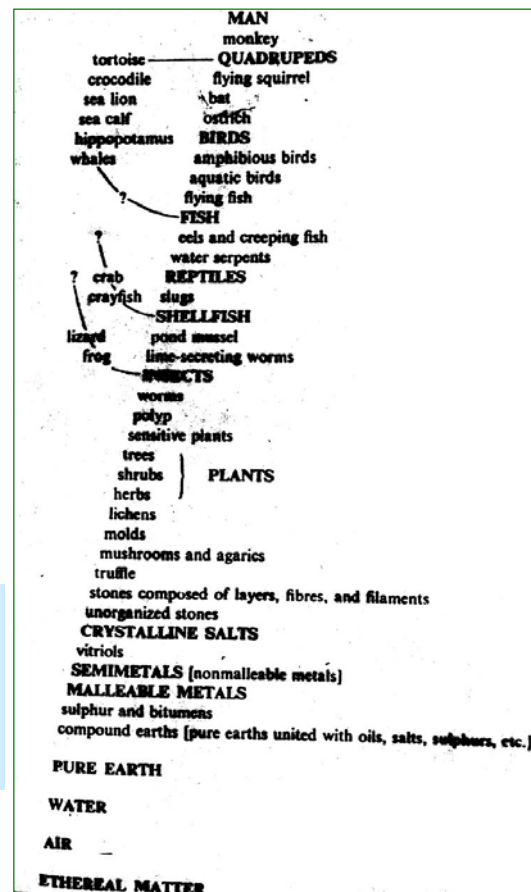 MAN
monkey
tortoise QUADRUPEDS
crocodile flying squirrel
sea lion bat
sea calf ostrich
hippopotamus BIRDS
whales amphibious birds
aquatic birds
? flying fish
FISH
? eels and creeping fish
water serpents
? crab REPTILES
crayfish slugs
SHELLFISH
lizard pond mussel
frog lime-secreting worms
INSECTS
worms
polyp
sensitive plants
trees
shrubs PLANTS
herbs
lichens
molds
mushrooms and agarics
truffle
stones composed of layers, fibres, and filaments
unorganized stones
CRYSTALLINE SALTS
vitriols
SEMIMETALS [nonmalleable metals]
MALLEABLE METALS
sulphur and bitumens
compound earths [pure earths united with oils, salts, sulphurs, etc.]
PURE EARTH
WATER
AIR
ETHEREAL MATTER